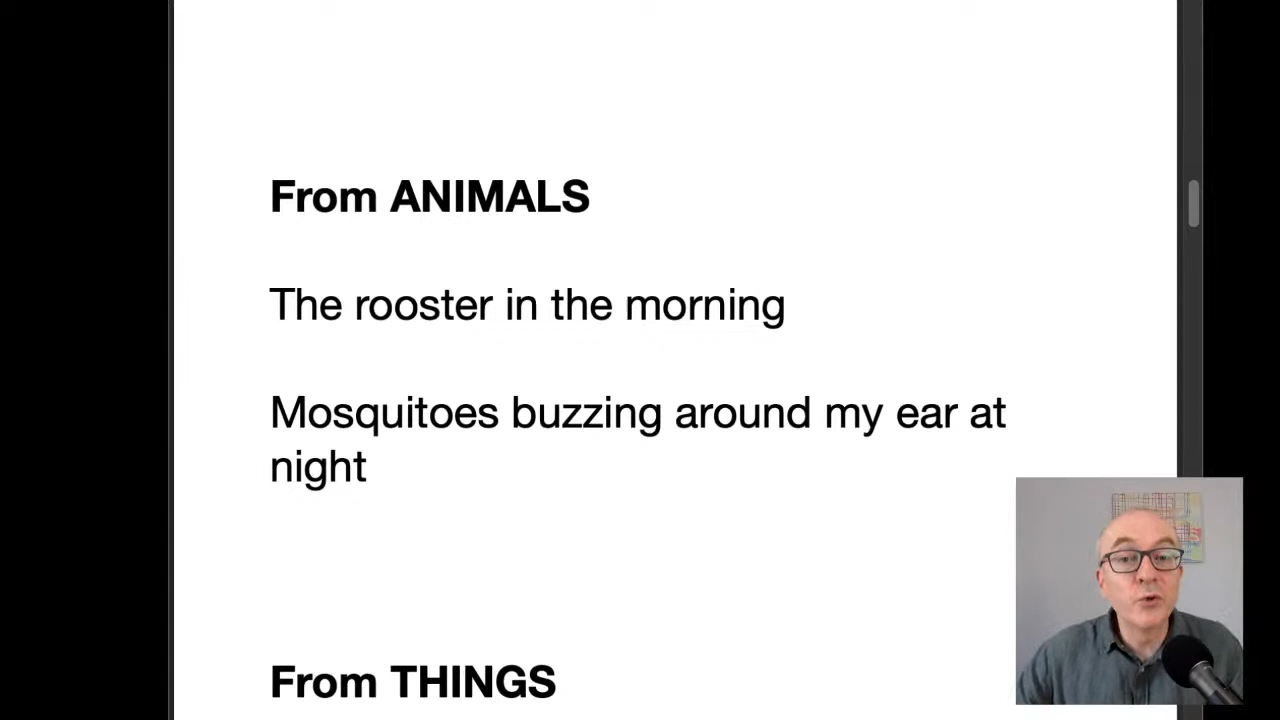 From ANIMALS
The rooster in the morning
Mosquitoes buzzing around my ear at
night
From THINGS